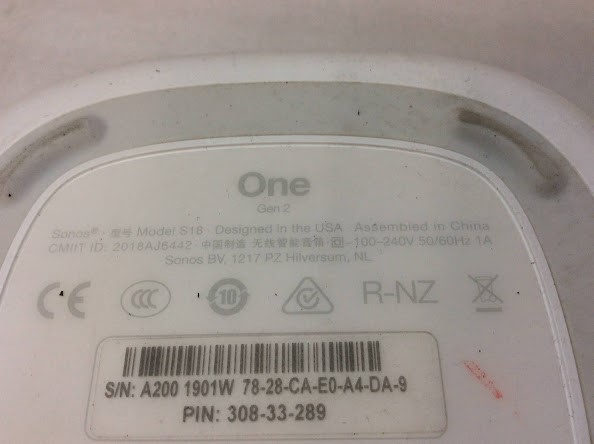 One
Gen 2
Sonos® · 型号 Model S18 · Designed in the USA Assembled in China
CMIIT ID: 2018AJ6442 · 中国制造 无线智能音箱 · 100-240V 50/60Hz 1A
Sonos BV, 1217 PZ Hilversum, NL
CE CCC 10 R-NZ
S/N: A200 1901W 78-28-CA-E0-A4-DA-9
PIN: 308-33-289